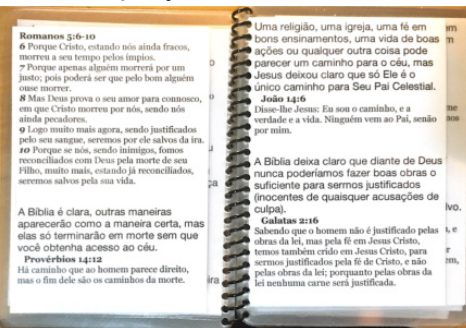 Romanos 5:6-10
6 Porque Cristo, estando nós ainda fracos,
morreu a seu tempo pelos ímpios.
7 Porque apenas alguém morrerá por um
justo; pois poderá ser que pelo bom alguém
ouse morrer.
8 Mas Deus prova o seu amor para connosco,
em que Cristo morreu por nós, sendo nós
ainda pecadores.
9 Logo muito mais agora, sendo justificados
pelo seu sangue, seremos por ele salvos da ira.
10 Porque se nós, sendo inimigos, fomos
reconciliados com Deus pela morte de seu
Filho, muito mais, estando já reconciliados,
seremos salvos pela sua vida.
A Bíblia é clara, outras maneiras
aparecerão como a maneira certa, mas
elas só terminarão em morte sem que
você obtenha acesso ao céu.
Provérbios 14:12
Há caminho que ao homem parece direito,
mas o fim dele são os caminhos da morte.
Uma religião, uma igreja, uma fé em
bons ensinamentos, uma vida de boas
ações ou qualquer outra coisa pode
parecer um caminho para o céu, mas
Jesus deixou claro que só Ele é o
único caminho para Seu Pai Celestial.
João 14:6
Disse-lhe Jesus: Eu sou o caminho, e a
verdade e a vida. Ninguém vem ao Pai, senão
por mim.
A Bíblia deixa claro que diante de Deus
nunca poderíamos fazer boas obras o
suficiente para sermos justificados
(inocentes de quaisquer acusações de
culpa).
Galatas 2:16
Sabendo que o homem não é justificado pelas
obras da lei, mas pela fé em Jesus Cristo,
temos também crido em Jesus Cristo, para
sermos justificados pela fé de Cristo, e não
pelas obras da lei; porquanto pelas obras da
lei nenhuma carne será justificada.